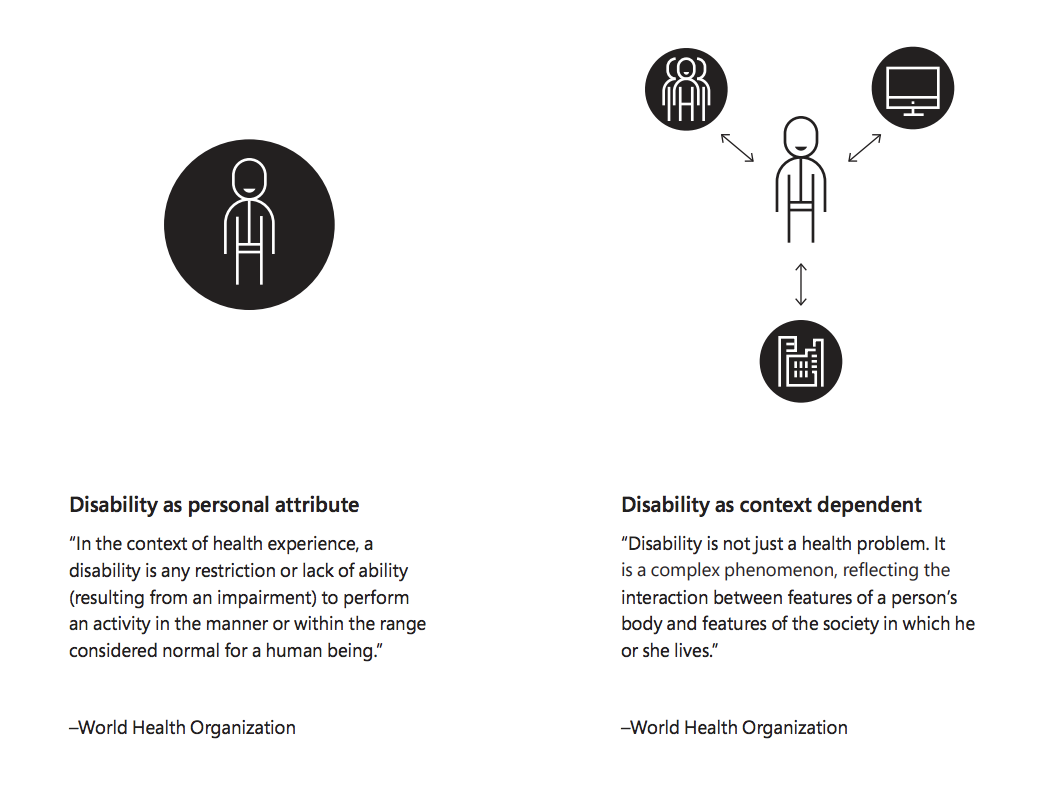 Disability as personal attribute
“In the context of health experience, a
disability is any restriction or lack of ability
(resulting from an impairment) to perform
an activity in the manner or within the range
considered normal for a human being.”
–World Health Organization
Disability as context dependent
“Disability is not just a health problem. It
is a complex phenomenon, reflecting the
interaction between features of a person’s
body and features of the society in which he
or she lives.”
–World Health Organization